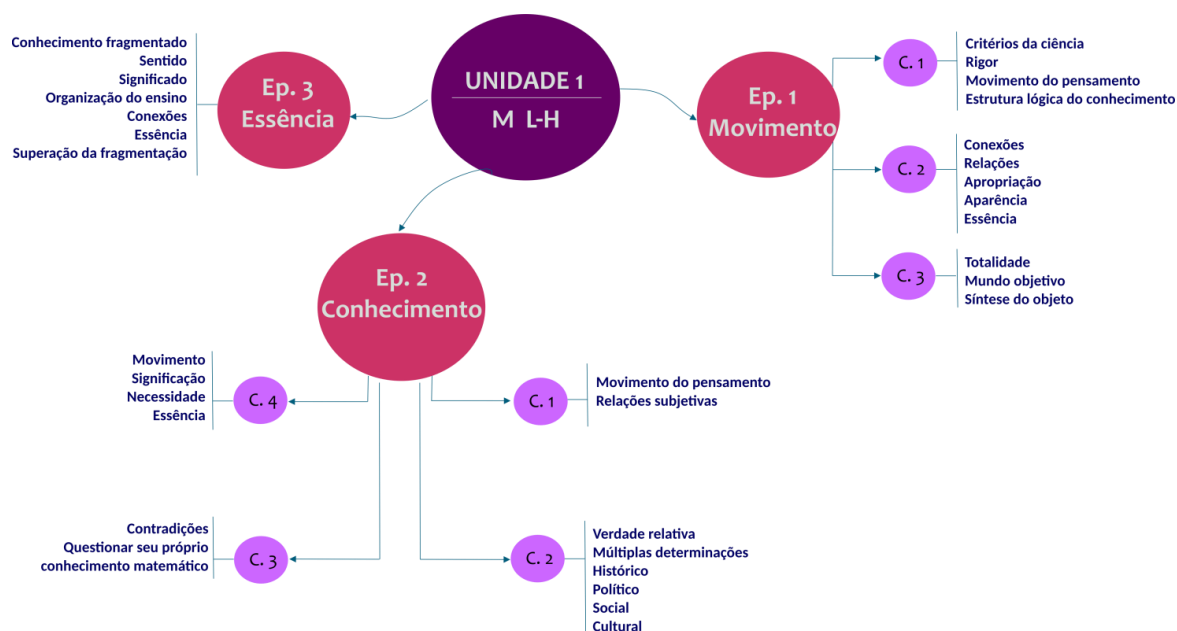 UNIDADE 1
M L-H
Ep. 1
Movimento
C. 1
Critérios da ciência
Rigor
Movimento do pensamento
Estrutura lógica do conhecimento
C. 2
Conexões
Relações
Apropriação
Aparência
Essência
C. 3
Totalidade
Mundo objetivo
Síntese do objeto
Ep. 2
Conhecimento
C. 1
Movimento do pensamento
Relações subjetivas
C. 2
Verdade relativa
Múltiplas determinações
Histórico
Político
Social
Cultural
C. 3
Contradições
Questionar seu próprio
conhecimento matemático
C. 4
Movimento
Significação
Necessidade
Essência
Ep. 3
Essência
Conhecimento fragmentado
Sentido
Significado
Organização do ensino
Conexões
Essência
Superação da fragmentação